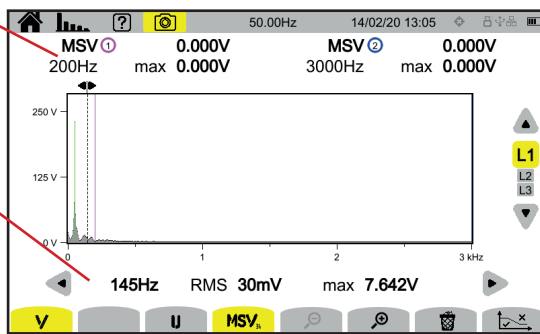 ? 50.00Hz 14/02/20 13:05
MSV 1 0.000V MSV 2 0.000V
200Hz max 0.000V 3000Hz max 0.000V
250 V
125 V
0 V
0 1 2 3 kHz
L1
L2
L3
145Hz RMS 30mV max 7.642V
V U MSV